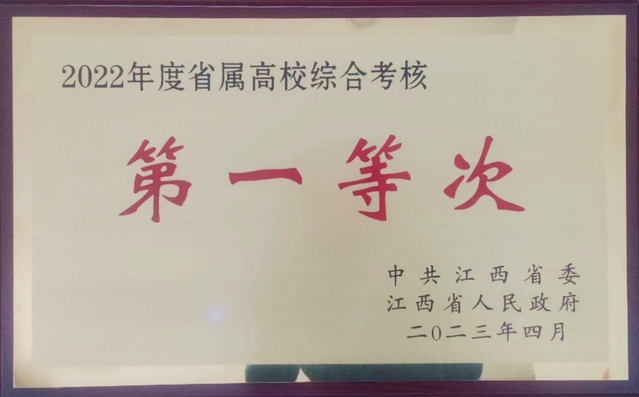 2022年度省属高校综合考核
第一等次
中共江西省委
江西省人民政府
二〇二三年四月